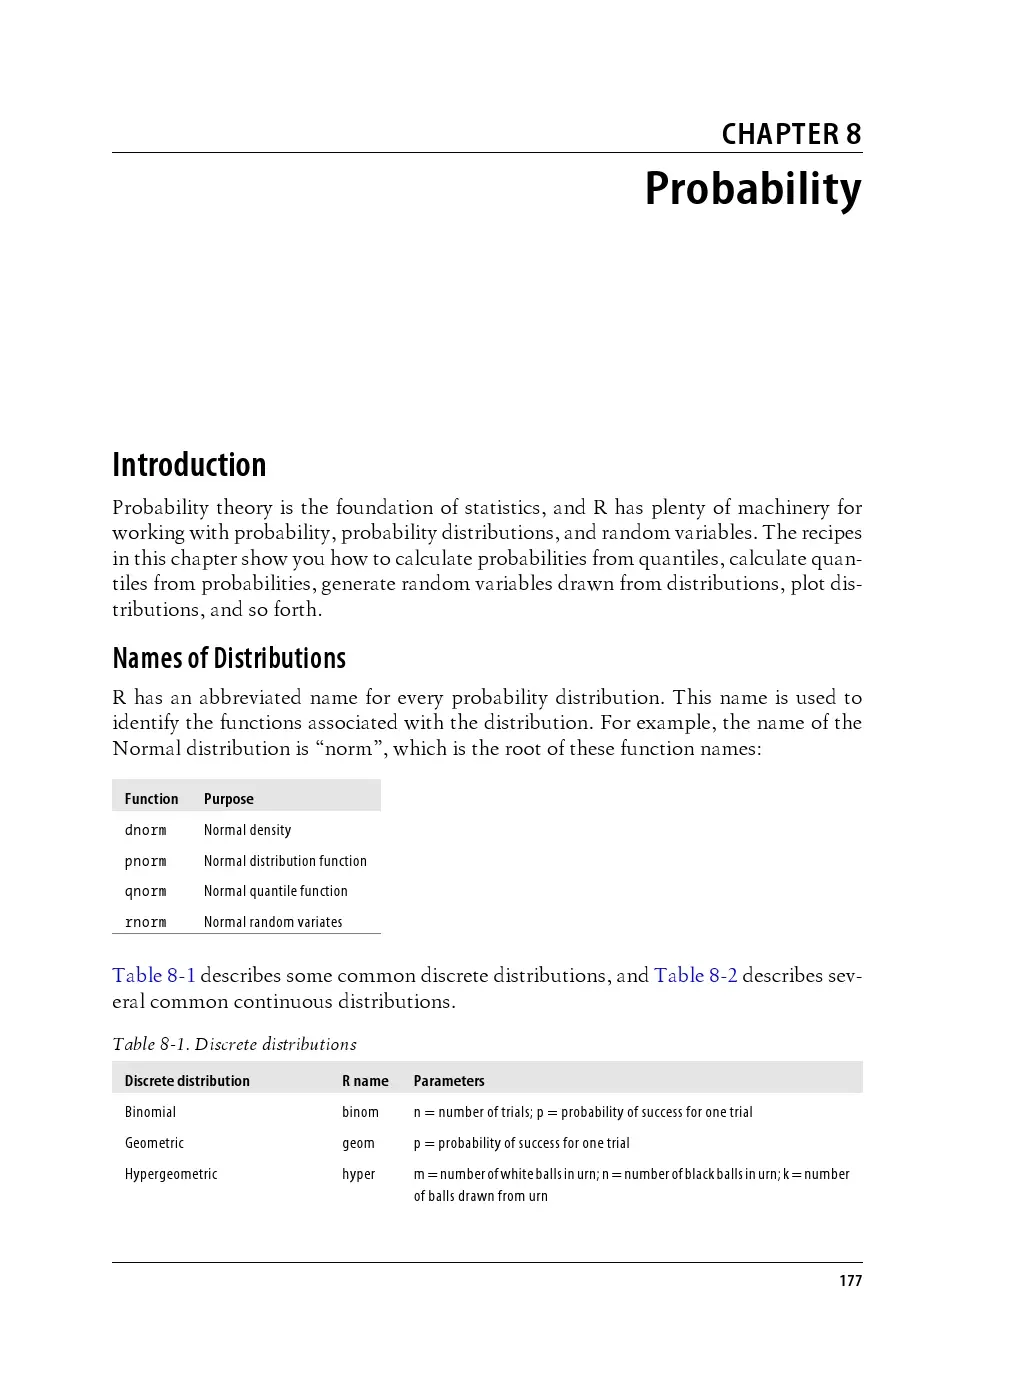 CHAPTER 8
Probability
Introduction
Probability theory is the foundation of statistics, and R has plenty of machinery for
working with probability, probability distributions, and random variables. The recipes
in this chapter show you how to calculate probabilities from quantiles, calculate quan-
tiles from probabilities, generate random variables drawn from distributions, plot dis-
tributions, and so forth.
Names of Distributions
R has an abbreviated name for every probability distribution. This name is used to
identify the functions associated with the distribution. For example, the name of the
Normal distribution is “norm”, which is the root of these function names:
Function Purpose
dnorm Normal density
pnorm Normal distribution function
qnorm Normal quantile function
rnorm Normal random variates
Table 8-1 describes some common discrete distributions, and Table 8-2 describes sev-
eral common continuous distributions.
Table 8-1. Discrete distributions
Discrete distribution R name Parameters
Binomial binom n = number of trials; p = probability of success for one trial
Geometric geom p = probability of success for one trial
Hypergeometric hyper m = number of white balls in urn; n = number of black balls in urn; k = number
of balls drawn from urn
177